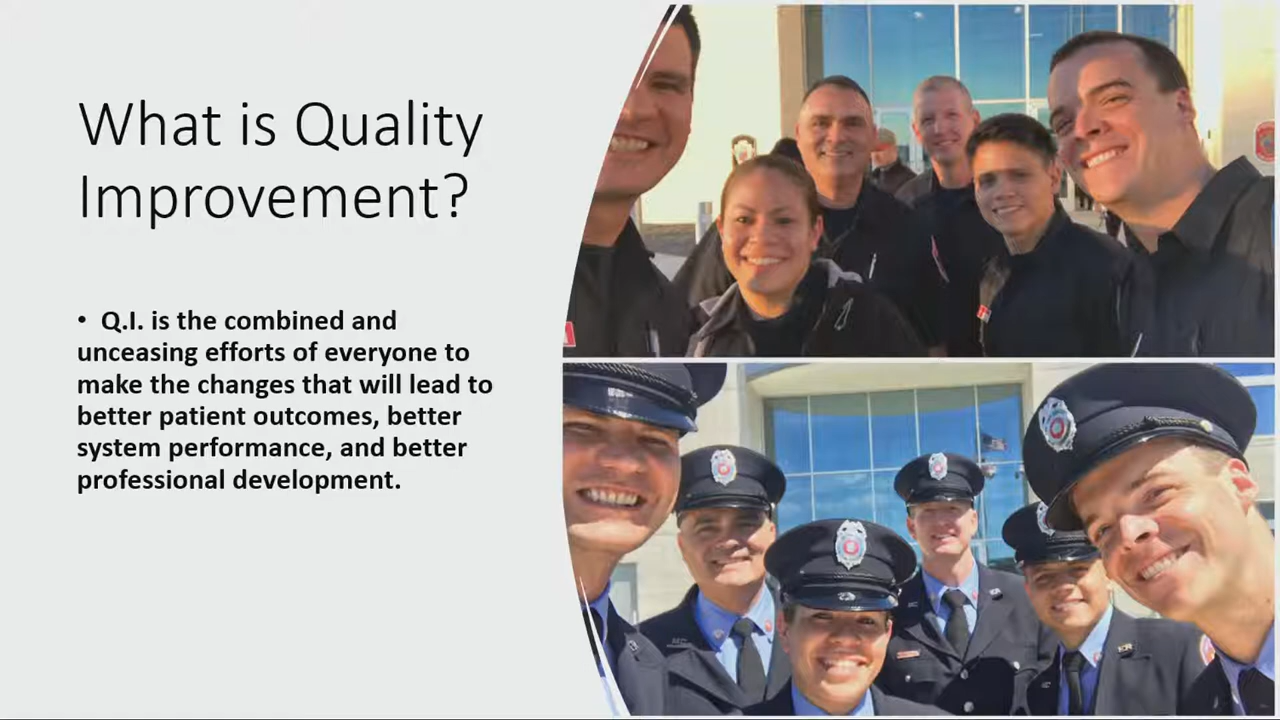 What is Quality
Improvement?
• Q.I. is the combined and
unceasing efforts of everyone to
make the changes that will lead to
better patient outcomes, better
system performance, and better
professional development.